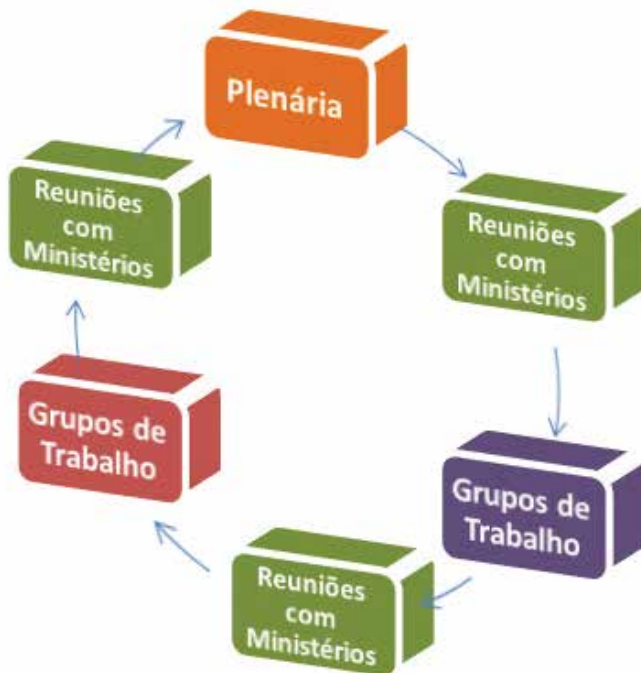 Plenária
Reuniões
com
Ministérios
Grupos de
Trabalho
Reuniões
com
Ministérios
Grupos de
Trabalho
Reuniões
com
Ministérios